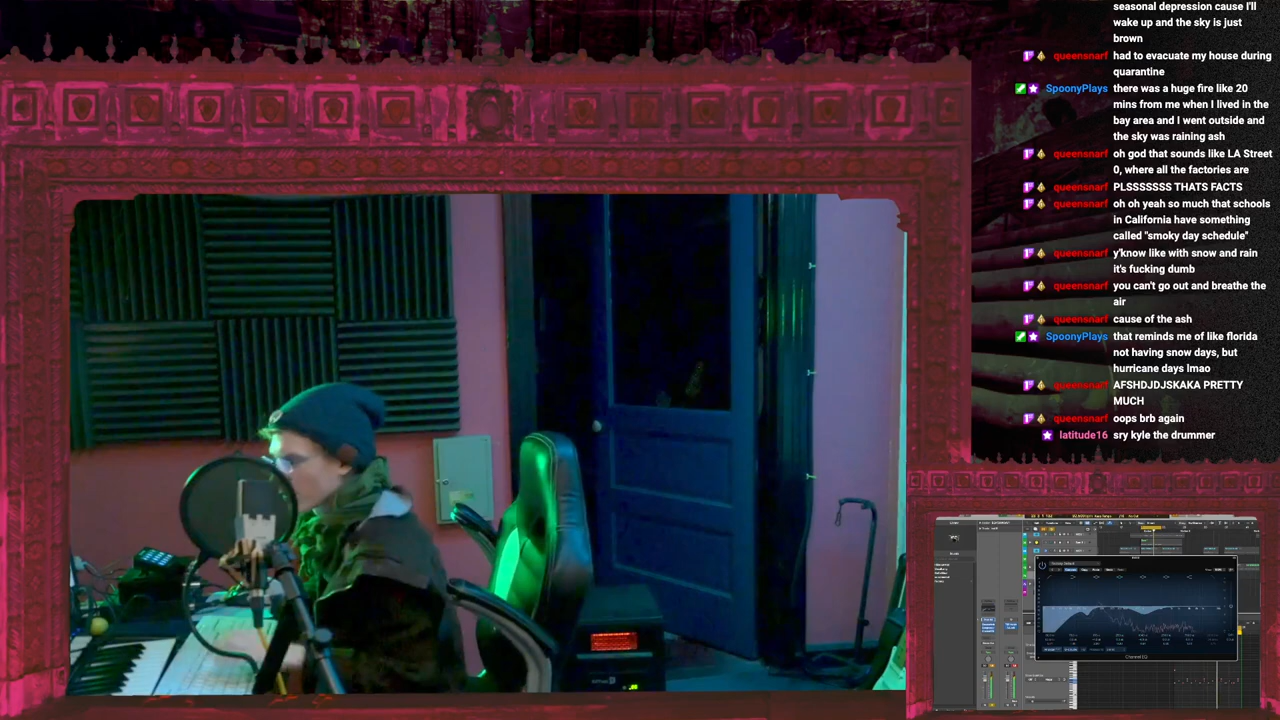 seasonal depression cause I'll
wake up and the sky is just
brown
queensnarf had to evacuate my house during
quarantine
SpoonyPlays there was a huge fire like 20
mins from me when I lived in the
bay area and I went outside and
the sky was raining ash
queensnarf oh god that sounds like LA Street
0, where all the factories are
queensnarf PLSSSSSSS THATS FACTS
queensnarf oh oh yeah so much that schools
in California have something
called "smoky day schedule"
queensnarf y'know like with snow and rain
it's fucking dumb
queensnarf you can't go out and breathe the
air
queensnarf cause of the ash
SpoonyPlays that reminds me of like florida
not having snow days, but
hurricane days lmao
queensnarf AFSHDJDJSKAKA PRETTY
MUCH
queensnarf oops brb again
latitude16 sry kyle the drummer
Channel EQ